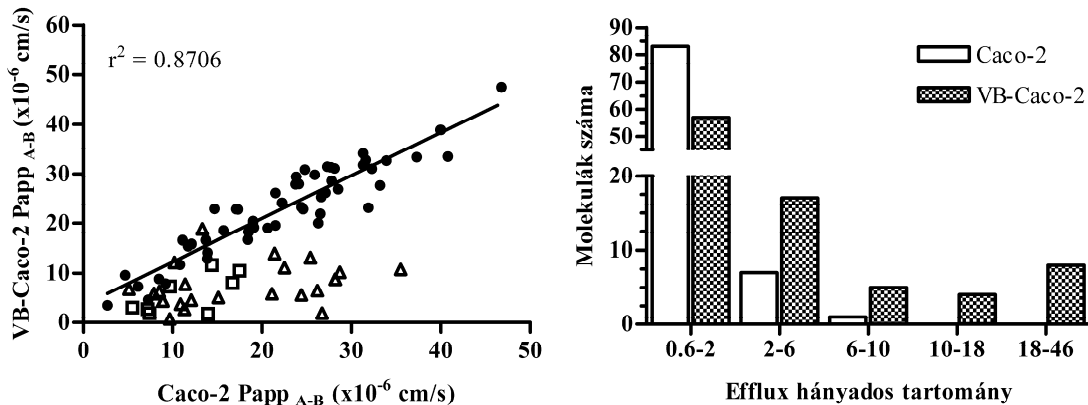 VB-Caco-2 Papp A-B (x10-6 cm/s)
60
50
40
30
20
10
0
r2 = 0.8706
0 10 20 30 40 50
Caco-2 Papp A-B (x10-6 cm/s)
Molekulák száma
90
80
70
60
50
20
10
0
Caco-2
VB-Caco-2
0.6-2 2-6 6-10 10-18 18-46
Efflux hányados tartomány